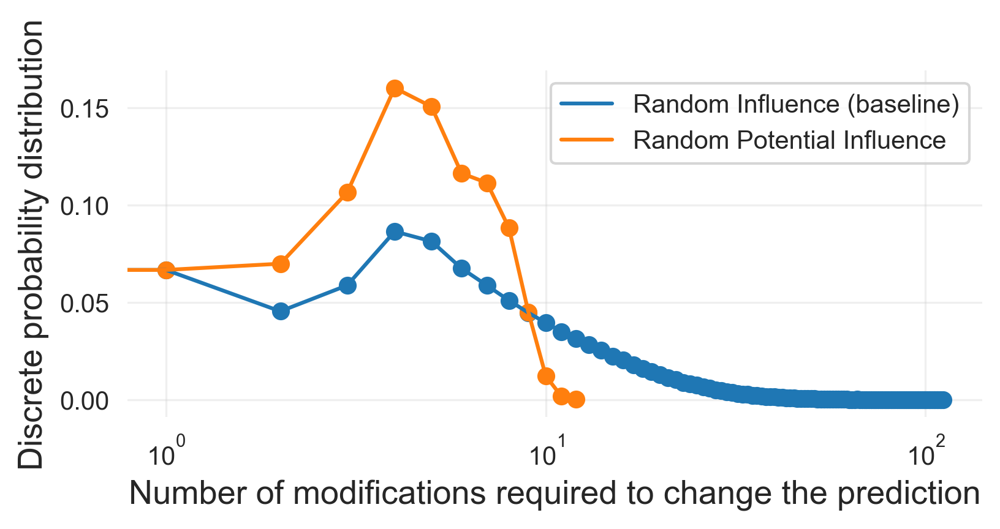 Discrete probability distribution
0.15
0.10
0.05
0.00
Random Influence (baseline)
Random Potential Influence
10^0
10^1
10^2
Number of modifications required to change the prediction